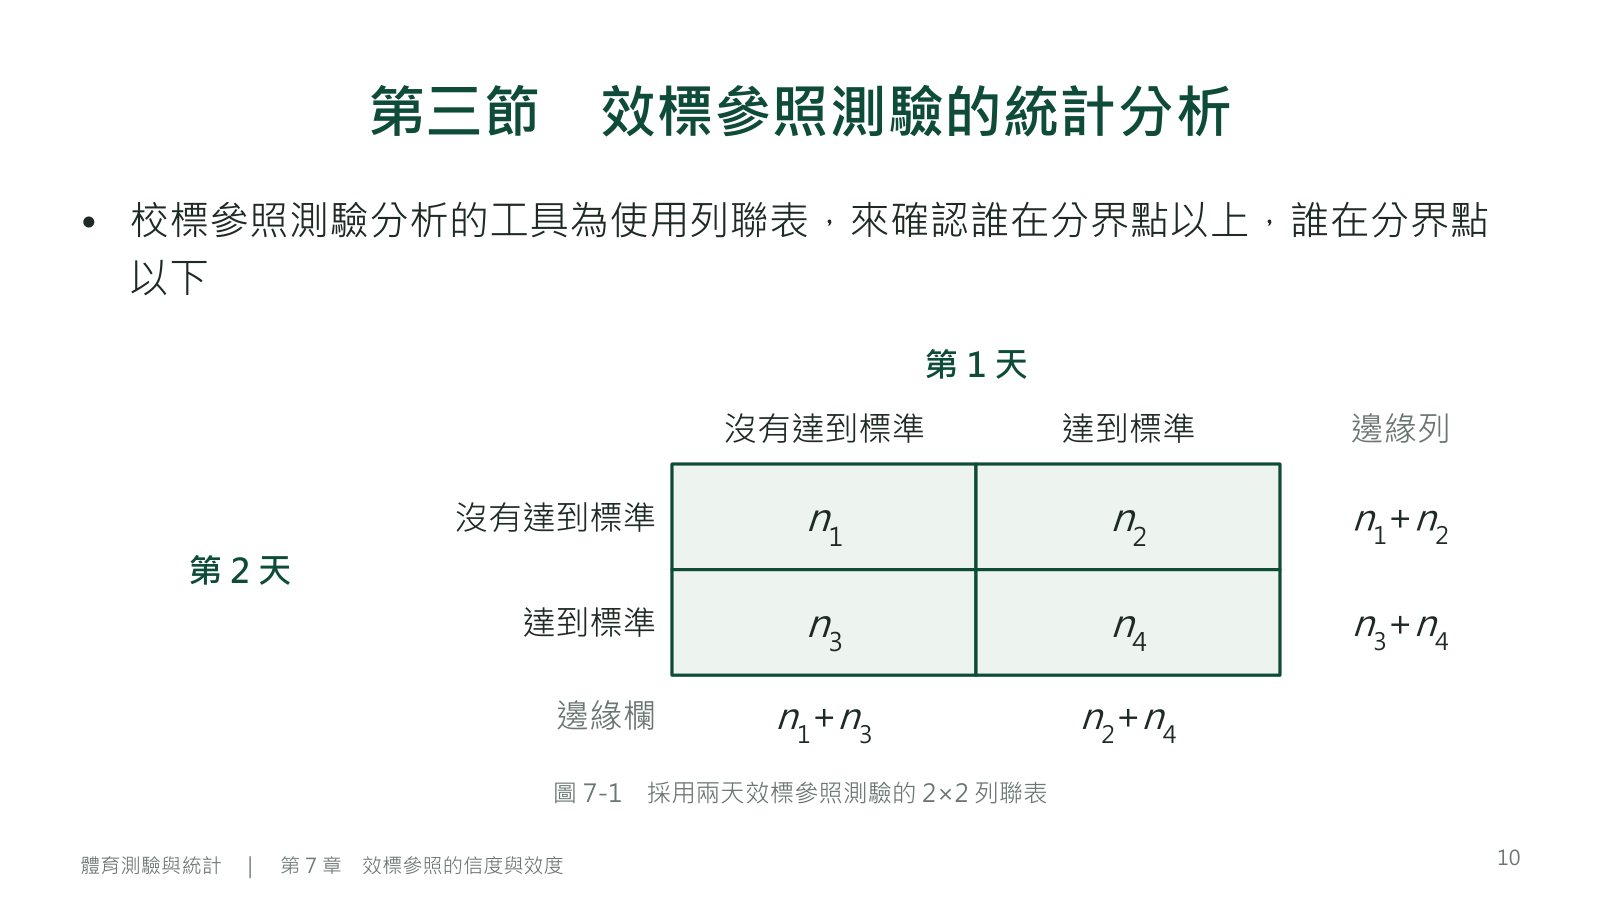 第三節　效標參照測驗的統計分析
• 校標參照測驗分析的工具為使用列聯表，來確認誰在分界點以上，誰在分界點
以下
第 1 天
沒有達到標準　達到標準　邊緣列
沒有達到標準　n1　n2　n1+n2
第 2 天
達到標準　n3　n4　n3+n4
邊緣欄　n1+n3　n2+n4
圖 7-1　採用兩天效標參照測驗的 2×2 列聯表
體育測驗與統計　|　第 7 章　效標參照的信度與效度
10